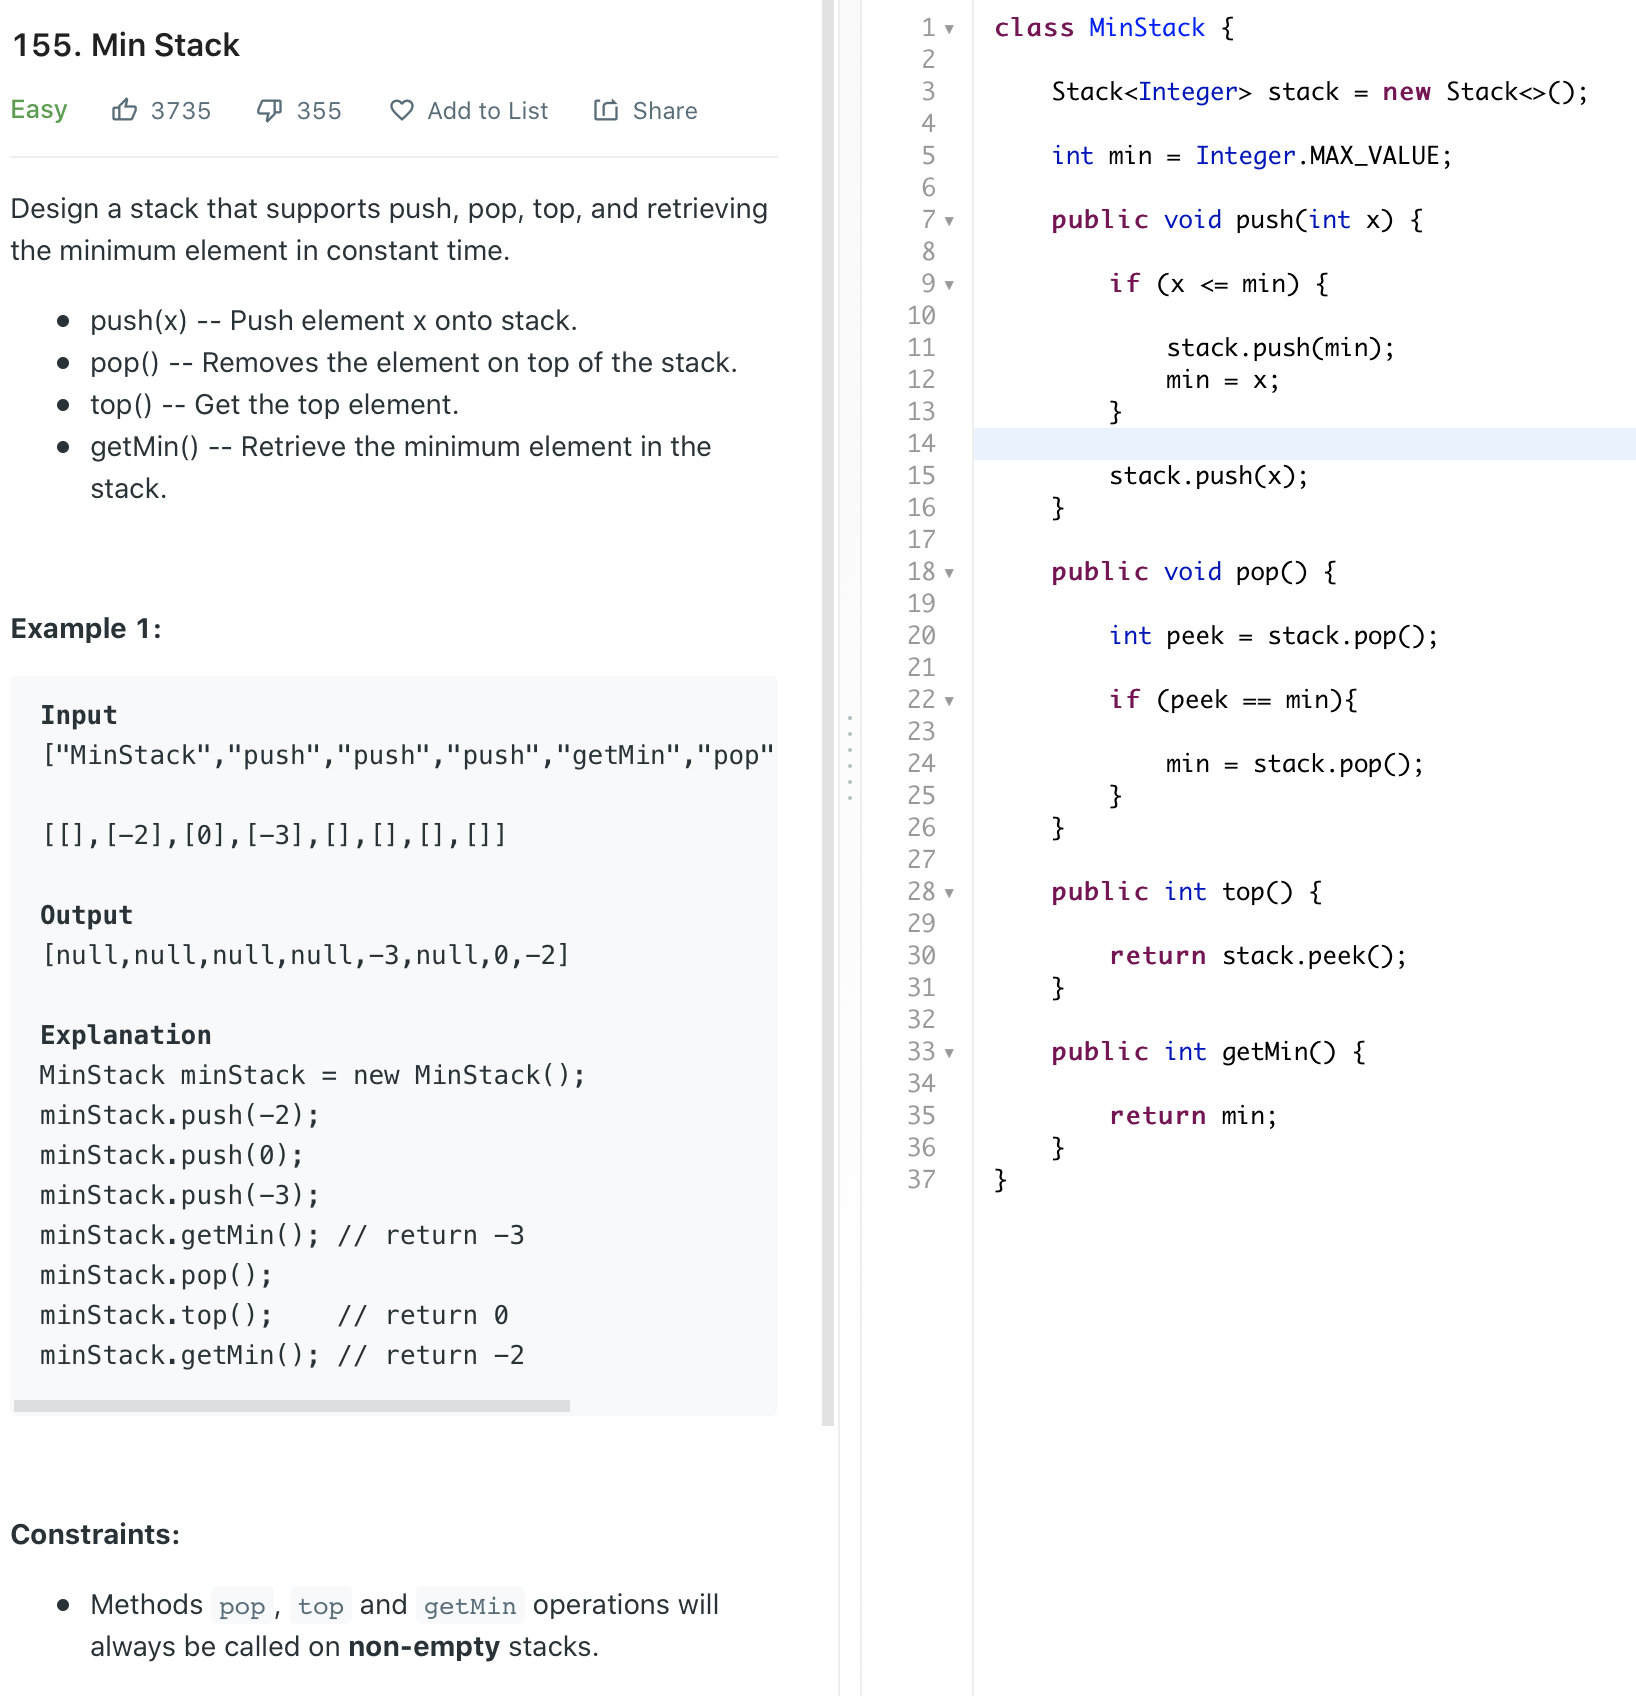 155. Min Stack
Easy 3735 355 Add to List Share
Design a stack that supports push, pop, top, and retrieving
the minimum element in constant time.
• push(x) -- Push element x onto stack.
• pop() -- Removes the element on top of the stack.
• top() -- Get the top element.
• getMin() -- Retrieve the minimum element in the
stack.
Example 1:
Input
["MinStack","push","push","push","getMin","pop"
[[],[-2],[0],[-3],[],[],[],[]]
Output
[null,null,null,null,-3,null,0,-2]
Explanation
MinStack minStack = new MinStack();
minStack.push(-2);
minStack.push(0);
minStack.push(-3);
minStack.getMin(); // return -3
minStack.pop();
minStack.top();    // return 0
minStack.getMin(); // return -2
Constraints:
• Methods pop, top and getMin operations will
always be called on non-empty stacks.
1 class MinStack {
2
3     Stack<Integer> stack = new Stack<>();
4
5     int min = Integer.MAX_VALUE;
6
7     public void push(int x) {
8
9         if (x <= min) {
10
11             stack.push(min);
12             min = x;
13         }
14
15         stack.push(x);
16     }
17
18     public void pop() {
19
20         int peek = stack.pop();
21
22         if (peek == min){
23
24             min = stack.pop();
25         }
26     }
27
28     public int top() {
29
30         return stack.peek();
31     }
32
33     public int getMin() {
34
35         return min;
36     }
37 }